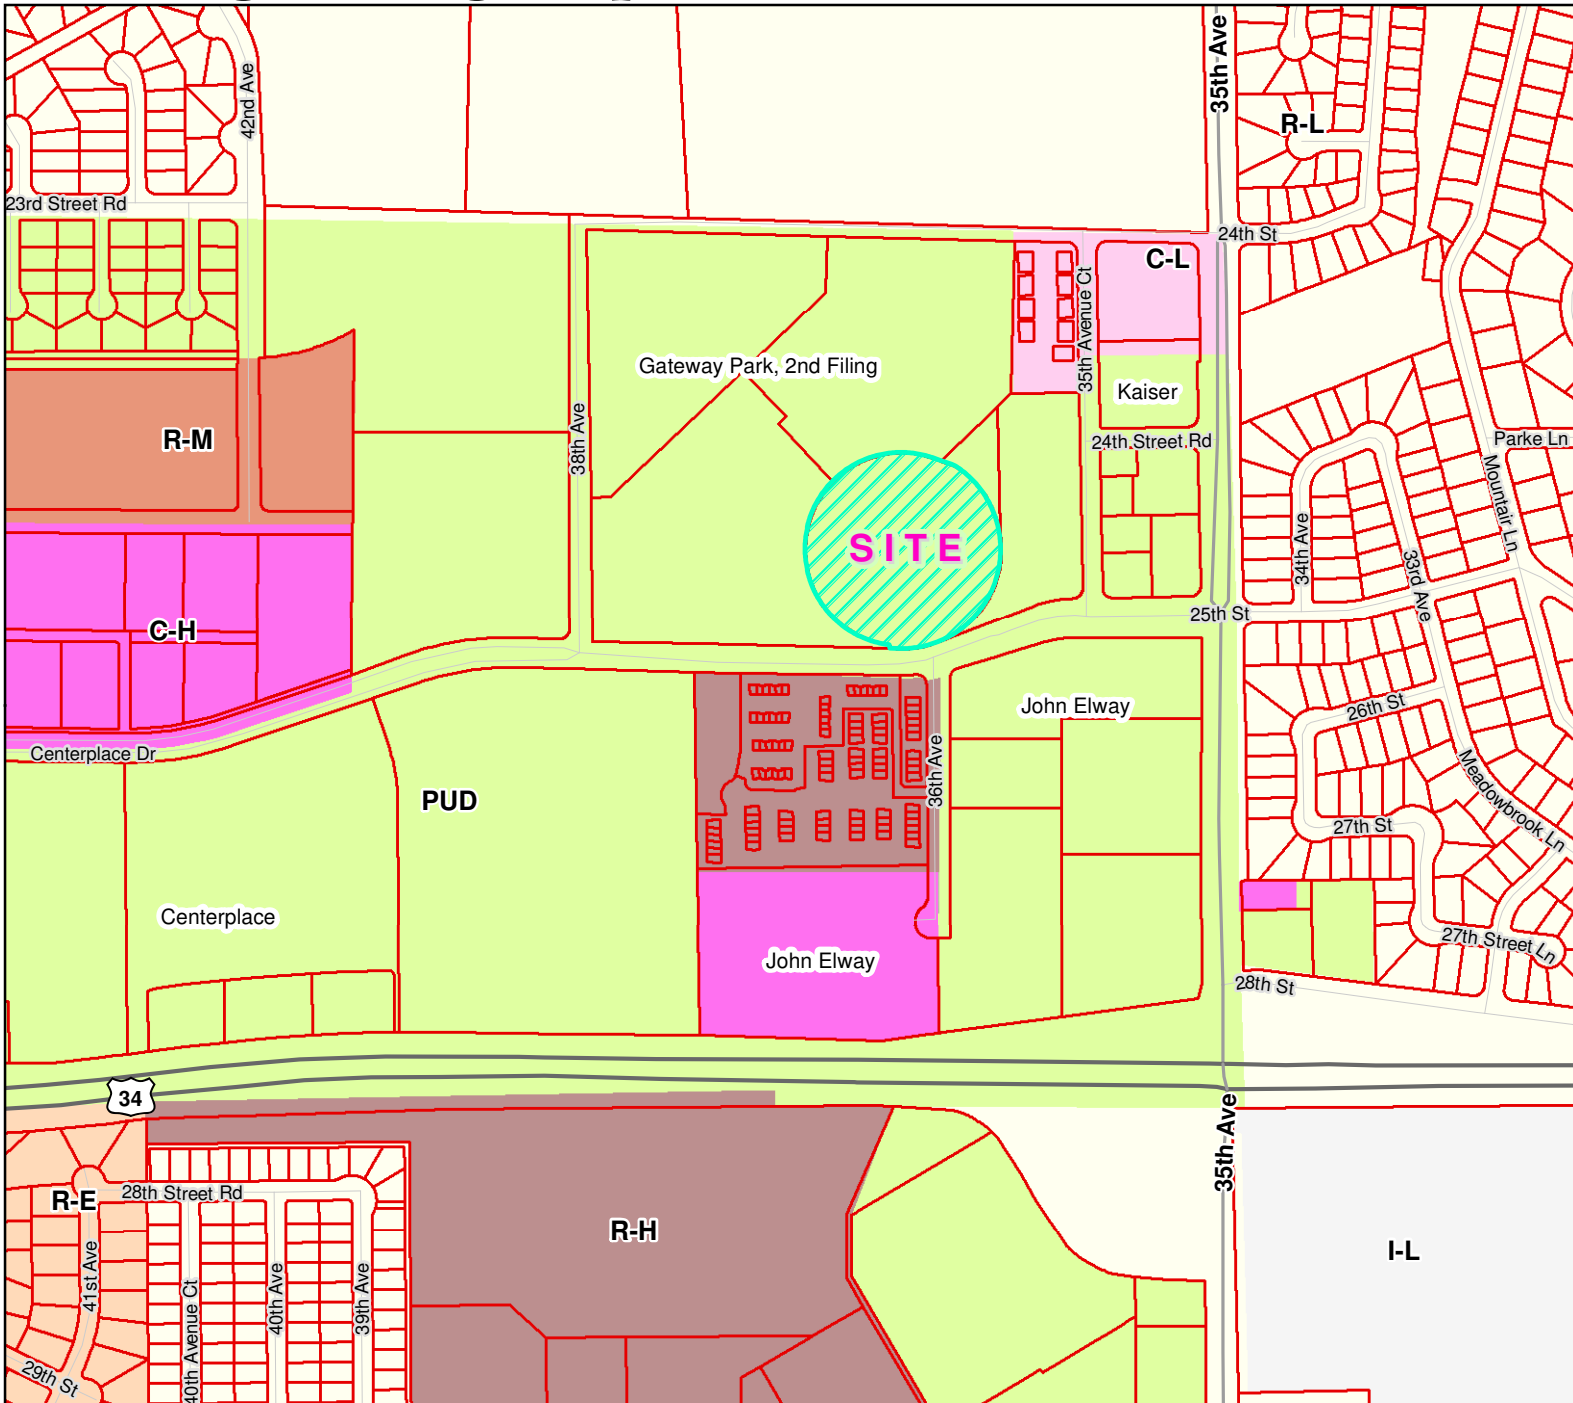 35th Ave
42nd Ave
R-L
23rd Street Rd
24th St
C-L
35th Avenue Ct
Gateway Park, 2nd Filing
Kaiser
38th Ave
R-M
24th Street Rd
Parke Ln
Mountair Ln
SITE
34th Ave
33rd Ave
25th St
C-H
John Elway
26th St
Centerplace Dr
36th Ave
PUD
Meadowbrook Ln
27th St
Centerplace
John Elway
27th Street Ln
28th St
34
35th Ave
28th Street Rd
R-E
R-H
I-L
41st Ave
40th Avenue Ct
40th Ave
39th Ave
29th St